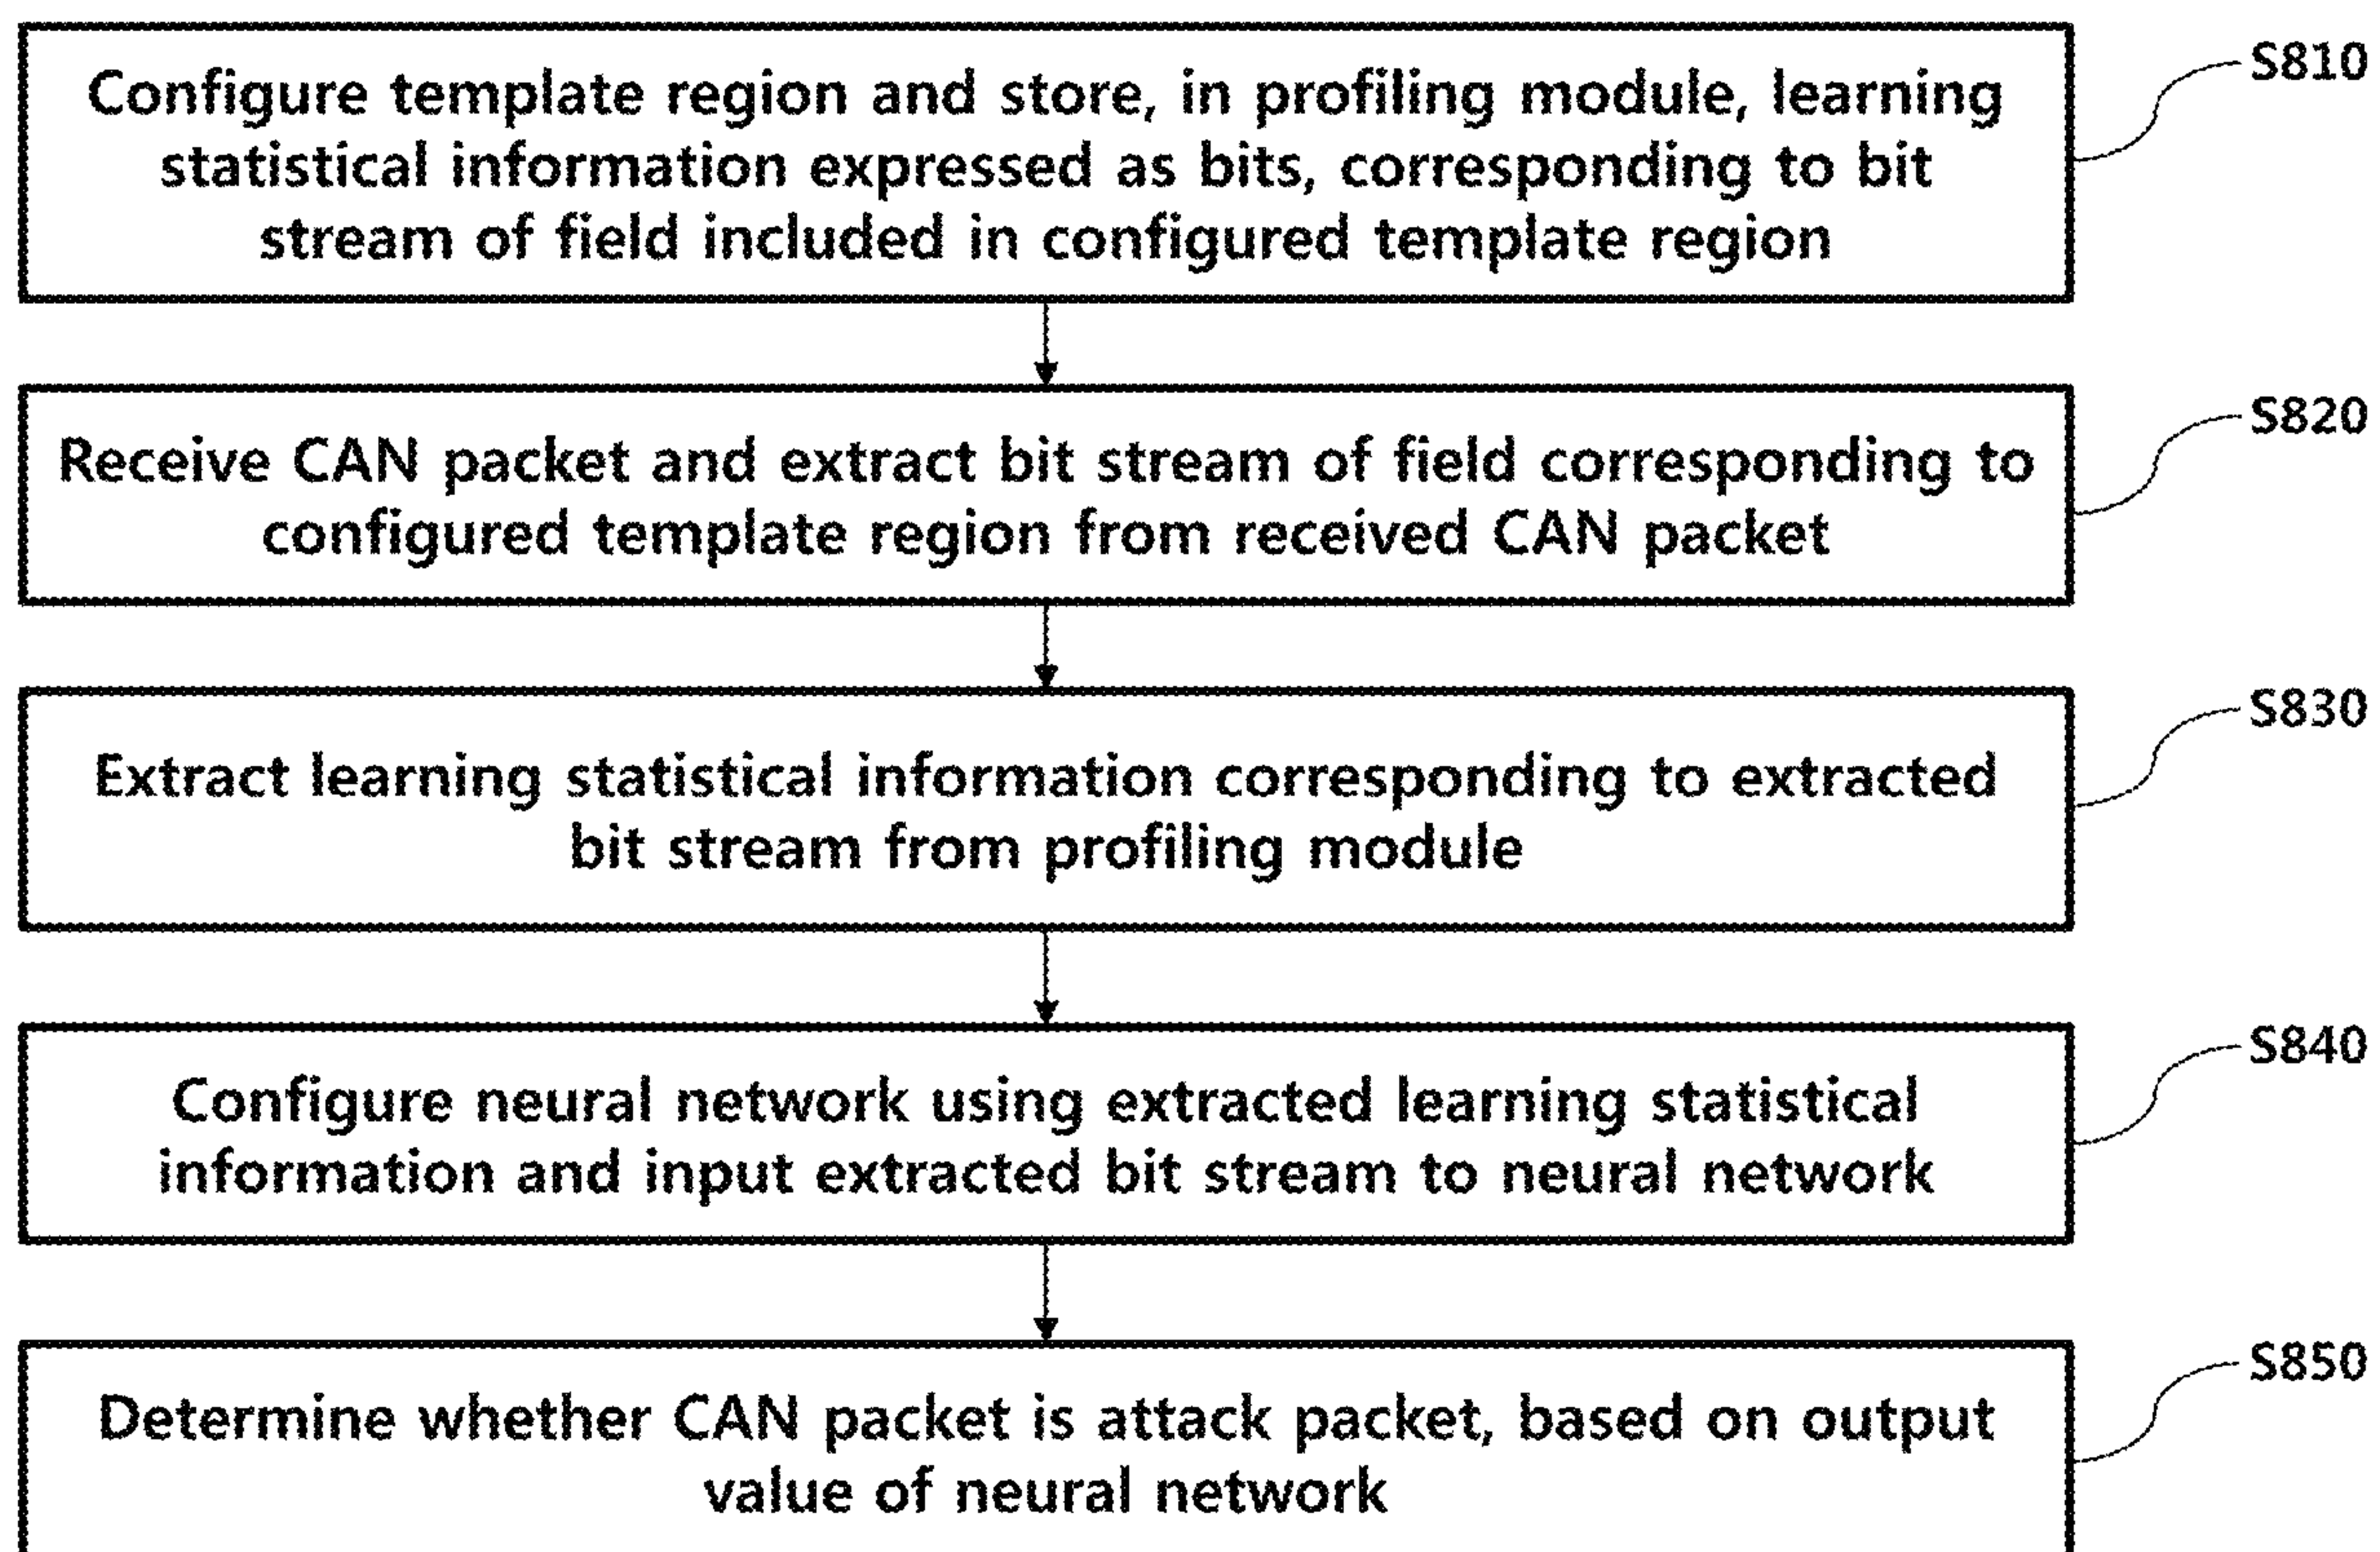 Configure template region and store, in profiling module, learning
statistical information expressed as bits, corresponding to bit
stream of field included in configured template region
S810
Receive CAN packet and extract bit stream of field corresponding to
configured template region from received CAN packet
S820
Extract learning statistical information corresponding to extracted
bit stream from profiling module
S830
Configure neural network using extracted learning statistical
information and input extracted bit stream to neural network
S840
Determine whether CAN packet is attack packet, based on output
value of neural network
S850